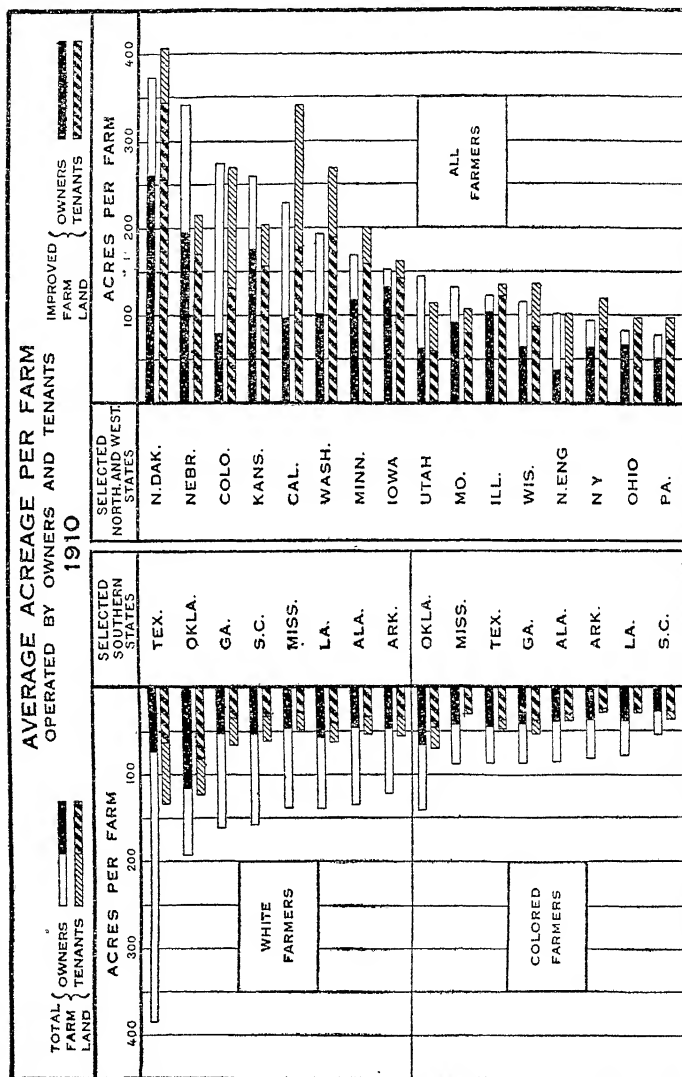 AVERAGE ACREAGE PER FARM
OPERATED BY OWNERS AND TENANTS
1910
TOTAL FARM LAND
OWNERS
TENANTS
IMPROVED FARM LAND
OWNERS
TENANTS
ACRES PER FARM
400
300
200
100
SELECTED SOUTHERN STATES
TEX.
OKLA.
GA.
S.C.
MISS.
LA.
ALA.
ARK.
OKLA.
MISS.
TEX.
GA.
ALA.
ARK.
LA.
S.C.
WHITE FARMERS
COLORED FARMERS
SELECTED NORTH. AND WEST. STATES
N.DAK.
NEBR.
COLO.
KANS.
CAL.
WASH.
MINN.
IOWA
UTAH
MO.
ILL.
WIS.
N.ENG
N Y
OHIO
PA.
ACRES PER FARM
100
200
300
400
ALL FARMERS